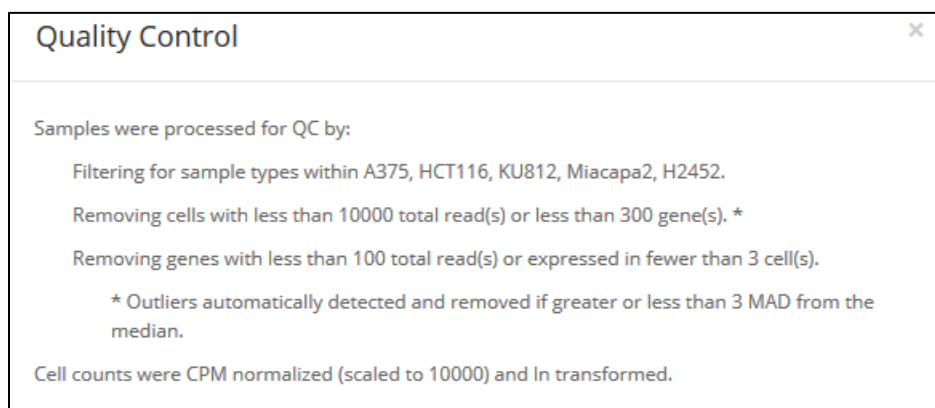 Quality Control
×
Samples were processed for QC by:
Filtering for sample types within A375, HCT116, KU812, Miacapa2, H2452.
Removing cells with less than 10000 total read(s) or less than 300 gene(s). *
Removing genes with less than 100 total read(s) or expressed in fewer than 3 cell(s).
* Outliers automatically detected and removed if greater or less than 3 MAD from the
median.
Cell counts were CPM normalized (scaled to 10000) and ln transformed.